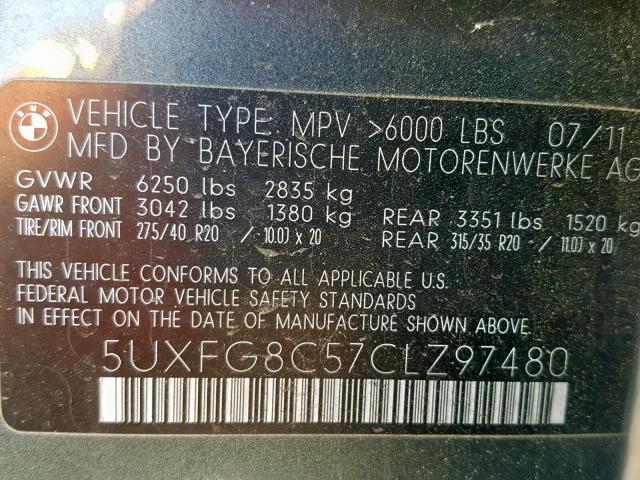 BMW
VEHICLE TYPE: MPV >6000 LBS 07/11
MFD BY BAYERISCHE MOTORENWERKE AG
GVWR 6250 lbs 2835 kg
GAWR FRONT 3042 lbs 1380 kg REAR 3351 lbs 1520 kg
TIRE/RIM FRONT 275/40 R20 / 10.0J x 20 REAR 315/35 R20 / 11.0J x 20
THIS VEHICLE CONFORMS TO ALL APPLICABLE U.S.
FEDERAL MOTOR VEHICLE SAFETY STANDARDS
IN EFFECT ON THE DATE OF MANUFACTURE SHOWN ABOVE.
5UXFG8C57CLZ97480